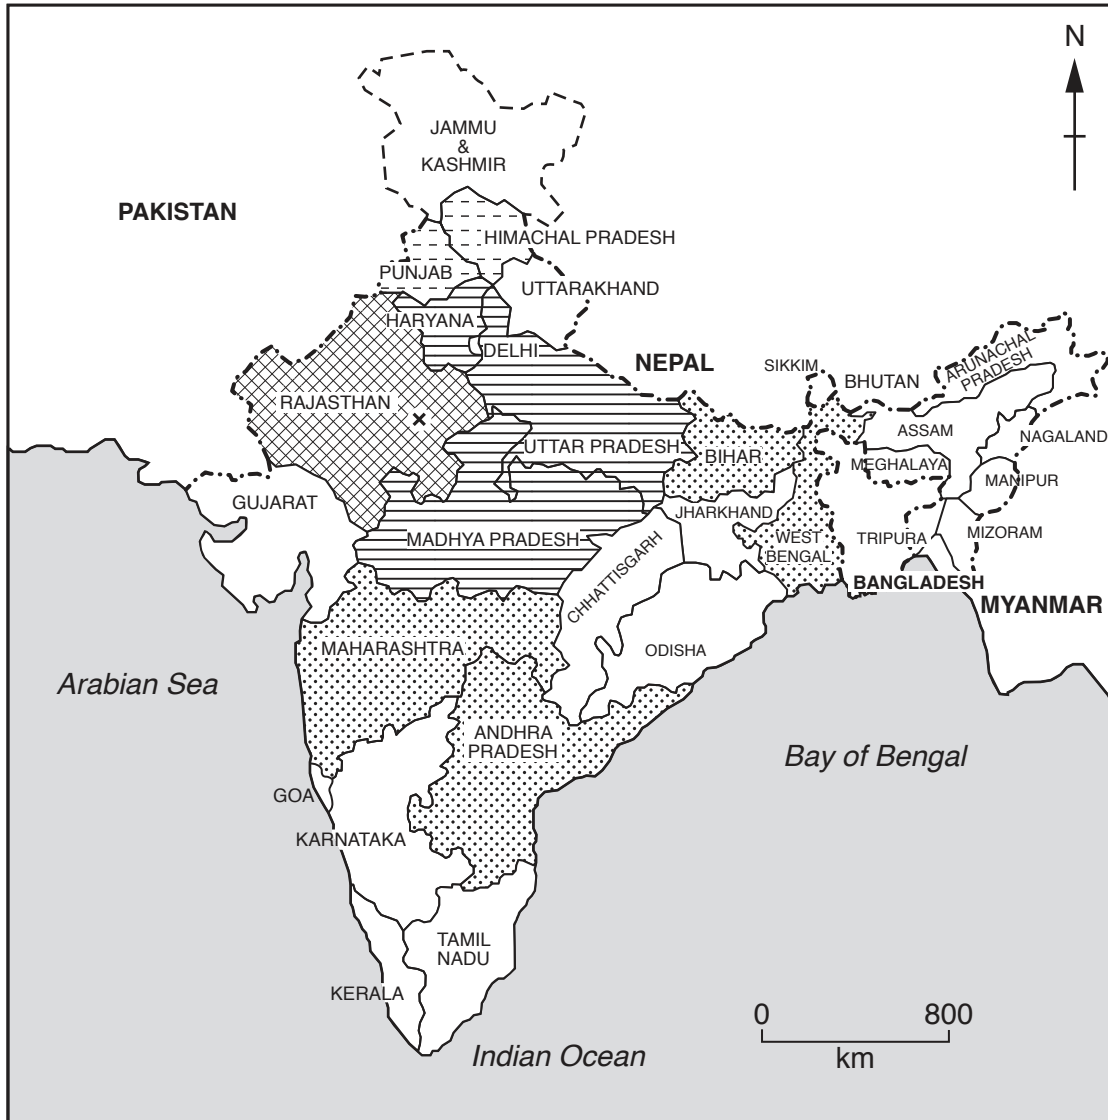 N
JAMMU
&
KASHMIR
PAKISTAN
HIMACHAL PRADESH
PUNJAB
UTTARAKHAND
HARYANA
DELHI
NEPAL
SIKKIM
BHUTAN
ARUNACHAL
PRADESH
RAJASTHAN
ASSAM
NAGALAND
UTTAR PRADESH
BIHAR
MEGHALAYA
MANIPUR
GUJARAT
JHARKHAND
MADHYA PRADESH
WEST
BENGAL
TRIPURA
MIZORAM
CHHATTISGARH
BANGLADESH
MYANMAR
MAHARASHTRA
ODISHA
Arabian Sea
ANDHRA
PRADESH
Bay of Bengal
GOA
KARNATAKA
TAMIL
NADU
KERALA
0 800
km
Indian Ocean